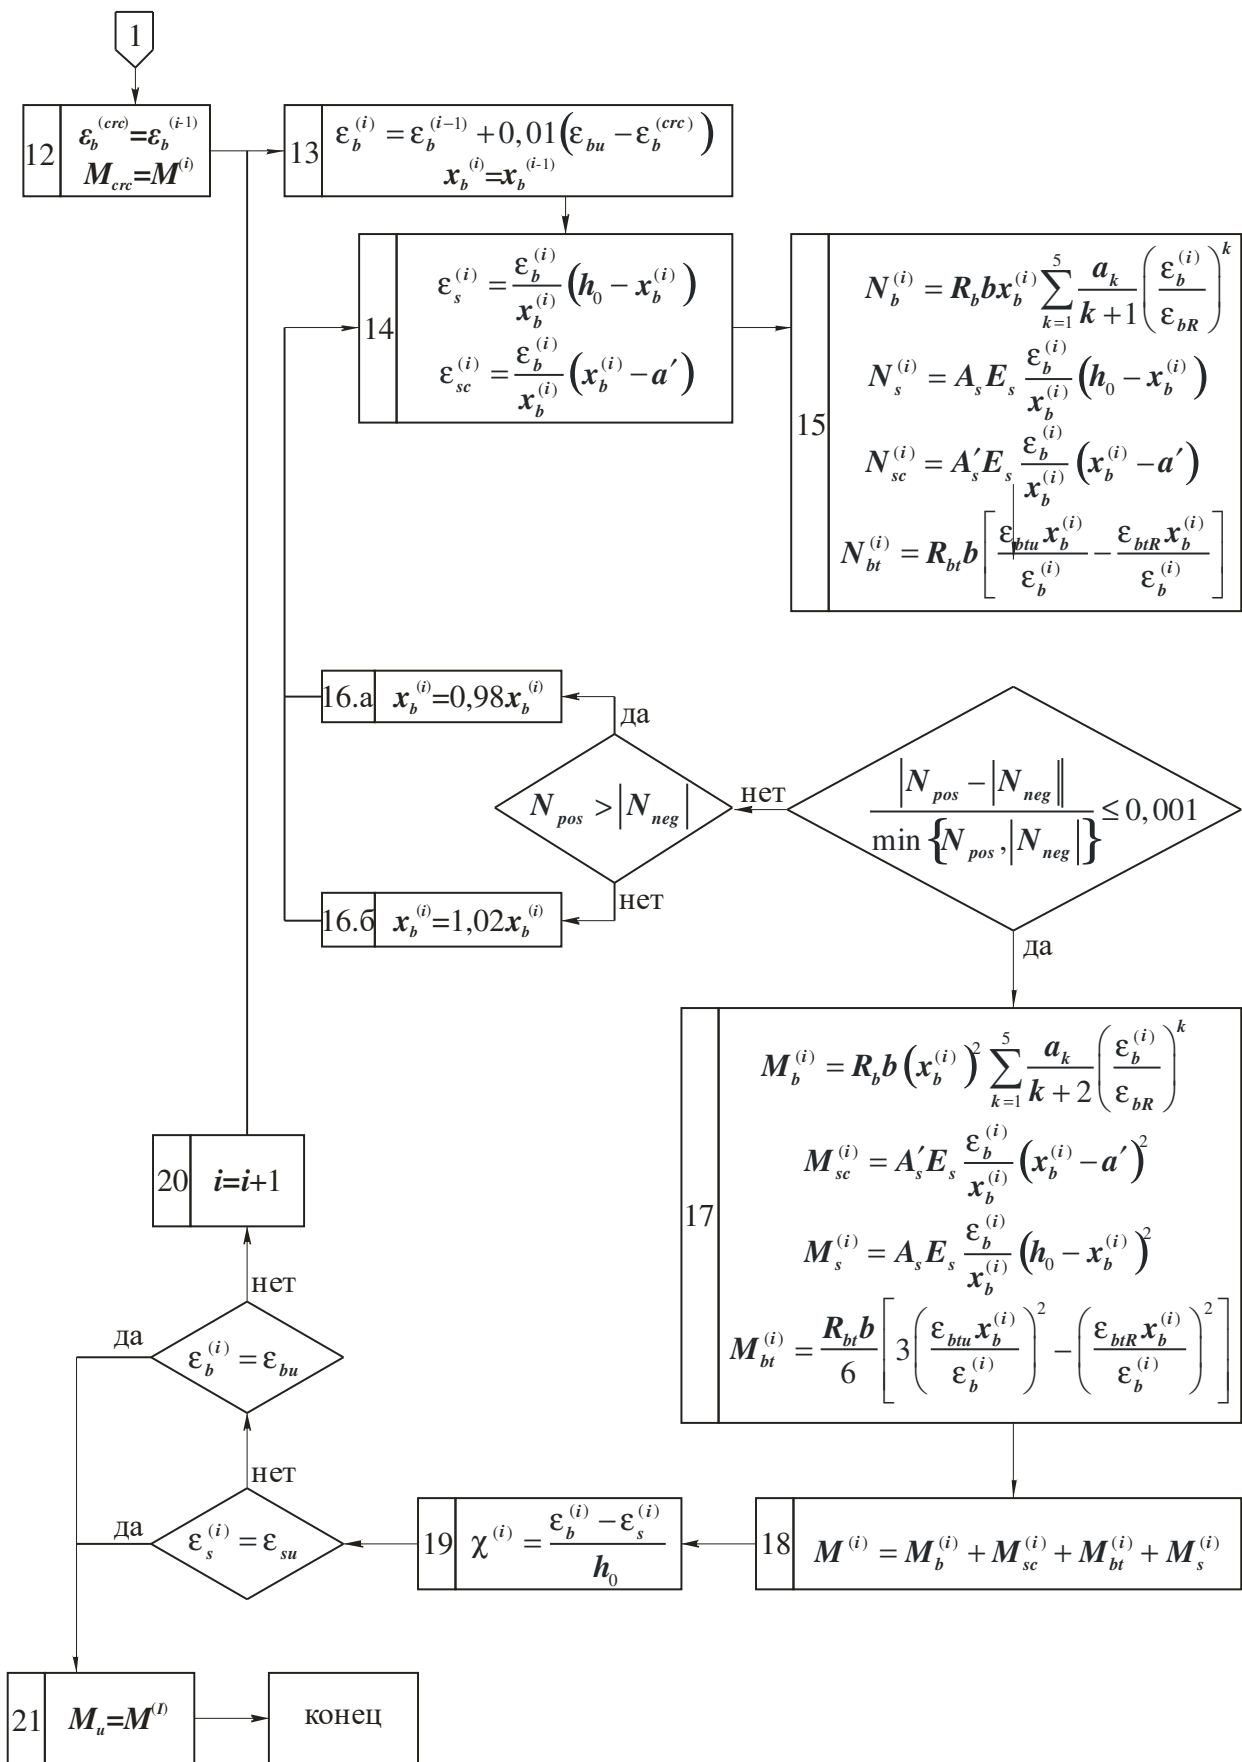 1
12
ε_b^(crc)=ε_b^(i-1)
M_crc=M^(i)
13
ε_b^(i) = ε_b^(i−1) + 0,01(ε_bu − ε_b^(crc))
x_b^(i)=x_b^(i-1)
14
ε_s^(i) = ε_b^(i)/x_b^(i) (h_0 − x_b^(i))
ε_sc^(i) = ε_b^(i)/x_b^(i) (x_b^(i) − a′)
15
N_b^(i) = R_b b x_b^(i) ∑_{k=1}^{5} a_k/(k+1) (ε_b^(i)/ε_bR)^k
N_s^(i) = A_s E_s ε_b^(i)/x_b^(i) (h_0 − x_b^(i))
N_sc^(i) = A_s′ E_s ε_b^(i)/x_b^(i) (x_b^(i) − a′)
N_bt^(i) = R_bt b [ε_btu x_b^(i)/ε_b^(i) − ε_btR x_b^(i)/ε_b^(i)]
16.а
x_b^(i)=0,98x_b^(i)
да
N_pos > |N_neg|
нет
|N_pos − |N_neg||/min{N_pos, |N_neg|} ≤ 0,001
нет
16.б
x_b^(i)=1,02x_b^(i)
да
17
M_b^(i) = R_b b (x_b^(i))^2 ∑_{k=1}^{5} a_k/(k+2) (ε_b^(i)/ε_bR)^k
M_sc^(i) = A_s′ E_s ε_b^(i)/x_b^(i) (x_b^(i) − a′)^2
M_s^(i) = A_s E_s ε_b^(i)/x_b^(i) (h_0 − x_b^(i))^2
M_bt^(i) = R_bt b/6 [3(ε_btu x_b^(i)/ε_b^(i))^2 − (ε_btR x_b^(i)/ε_b^(i))^2]
20
i=i+1
нет
да
ε_b^(i) = ε_bu
нет
да
ε_s^(i) = ε_su
19
χ^(i) = (ε_b^(i) − ε_s^(i))/h_0
18
M^(i) = M_b^(i) + M_sc^(i) + M_bt^(i) + M_s^(i)
21
M_u=M^(I)
конец